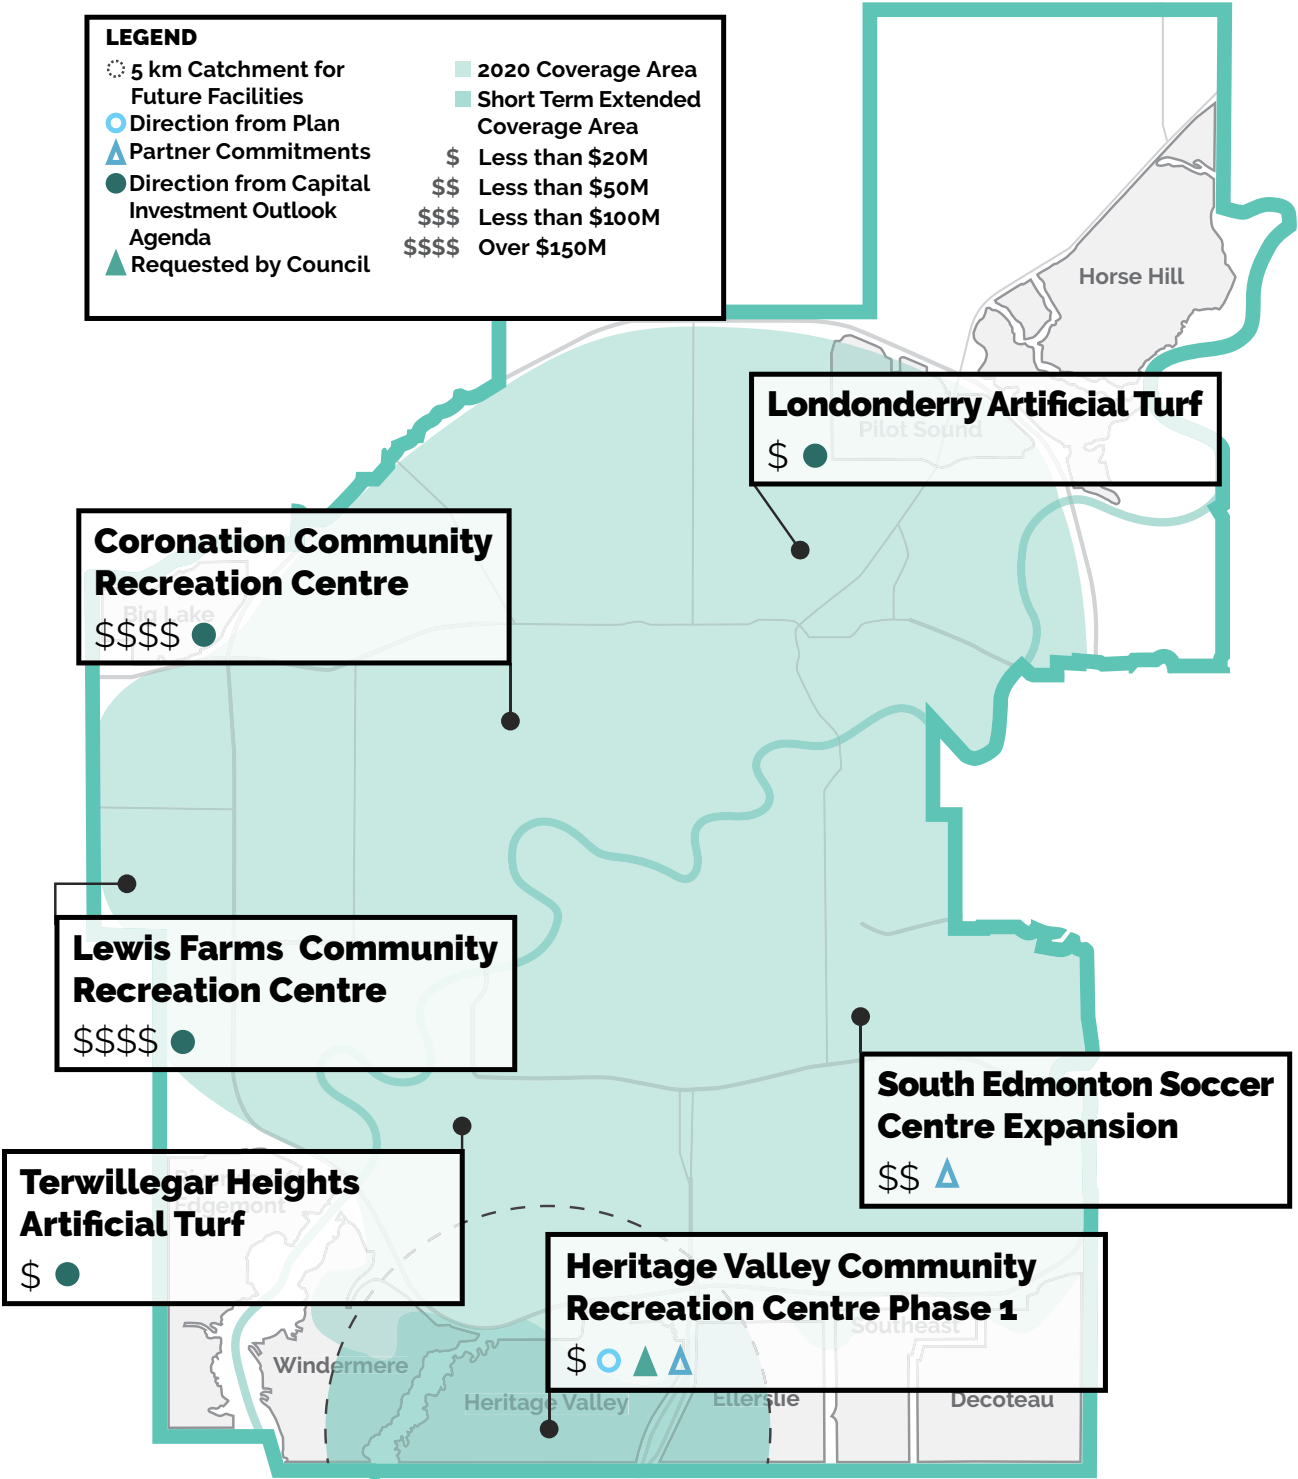 LEGEND
5 km Catchment for
Future Facilities
Direction from Plan
Partner Commitments
Direction from Capital
Investment Outlook
Agenda
Requested by Council
2020 Coverage Area
Short Term Extended
Coverage Area
$ Less than $20M
$$ Less than $50M
$$$ Less than $100M
$$$$ Over $150M
Horse Hill
Londonderry Artificial Turf
Pilot Sound
$
Coronation Community
Recreation Centre
Big Lake
$$$$
Lewis Farms Community
Recreation Centre
$$$$
South Edmonton Soccer
Centre Expansion
$$
Terwillegar Heights
Edgemont
Artificial Turf
$
Heritage Valley Community
Recreation Centre Phase 1
Southeast
$
Windermere
Heritage Valley
Ellerslie
Decoteau